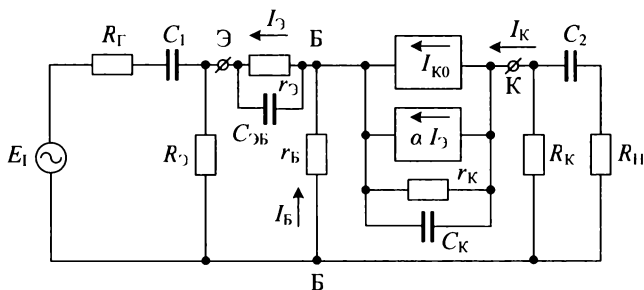 R_Г
C_1
Э
I_Э
Б
I_К
C_2
r_Э
I_К0
К
C_ЭБ
α I_Э
E_1
R_Э
r_Б
R_К
R_Н
r_К
I_Б
C_К
Б